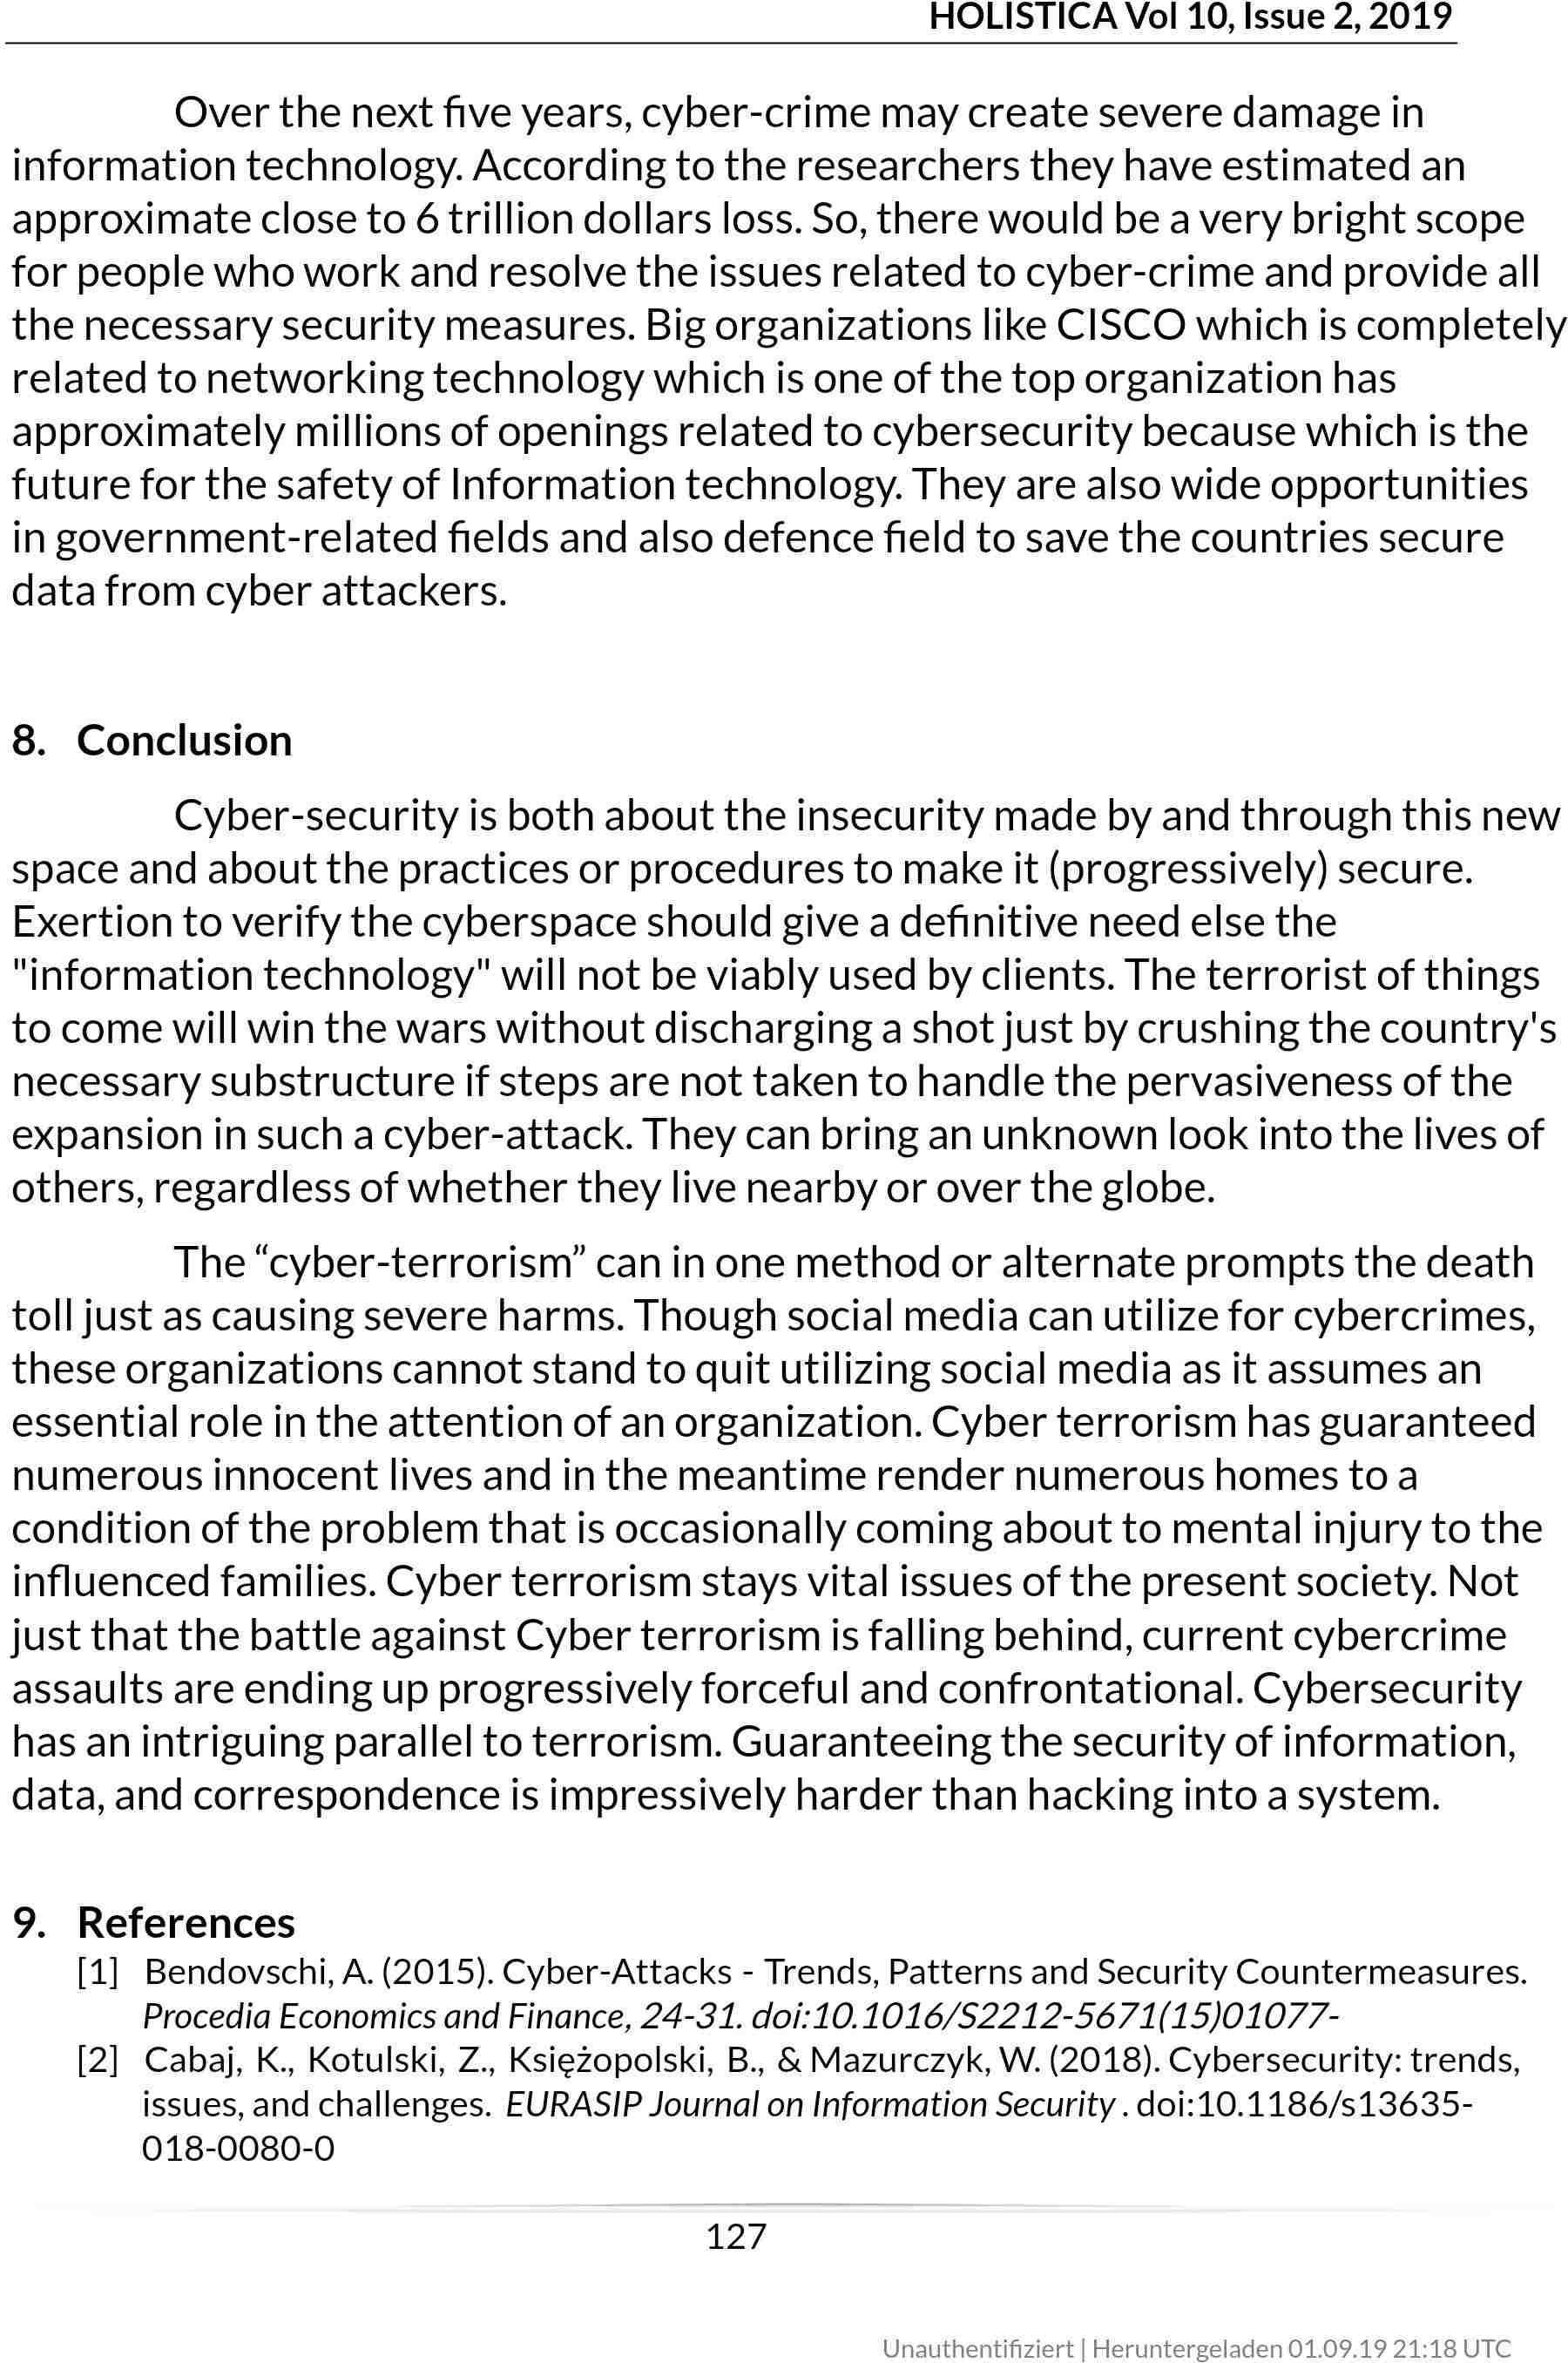 HOLISTICA Vol 10, Issue 2, 2019
Over the next five years, cyber-crime may create severe damage in
information technology. According to the researchers they have estimated an
approximate close to 6 trillion dollars loss. So, there would be a very bright scope
for people who work and resolve the issues related to cyber-crime and provide all
the necessary security measures. Big organizations like CISCO which is completely
related to networking technology which is one of the top organization has
approximately millions of openings related to cybersecurity because which is the
future for the safety of Information technology. They are also wide opportunities
in government-related fields and also defence field to save the countries secure
data from cyber attackers.
8. Conclusion
Cyber-security is both about the insecurity made by and through this new
space and about the practices or procedures to make it (progressively) secure.
Exertion to verify the cyberspace should give a definitive need else the
"information technology" will not be viably used by clients. The terrorist of things
to come will win the wars without discharging a shot just by crushing the country's
necessary substructure if steps are not taken to handle the pervasiveness of the
expansion in such a cyber-attack. They can bring an unknown look into the lives of
others, regardless of whether they live nearby or over the globe.
The “cyber-terrorism” can in one method or alternate prompts the death
toll just as causing severe harms. Though social media can utilize for cybercrimes,
these organizations cannot stand to quit utilizing social media as it assumes an
essential role in the attention of an organization. Cyber terrorism has guaranteed
numerous innocent lives and in the meantime render numerous homes to a
condition of the problem that is occasionally coming about to mental injury to the
influenced families. Cyber terrorism stays vital issues of the present society. Not
just that the battle against Cyber terrorism is falling behind, current cybercrime
assaults are ending up progressively forceful and confrontational. Cybersecurity
has an intriguing parallel to terrorism. Guaranteeing the security of information,
data, and correspondence is impressively harder than hacking into a system.
9. References
[1] Bendovschi, A. (2015). Cyber-Attacks - Trends, Patterns and Security Countermeasures.
Procedia Economics and Finance, 24-31. doi:10.1016/S2212-5671(15)01077-
[2] Cabaj, K., Kotulski, Z., Księżopolski, B., & Mazurczyk, W. (2018). Cybersecurity: trends,
issues, and challenges. EURASIP Journal on Information Security . doi:10.1186/s13635-
018-0080-0
127
Unauthentifiziert | Heruntergeladen 01.09.19 21:18 UTC